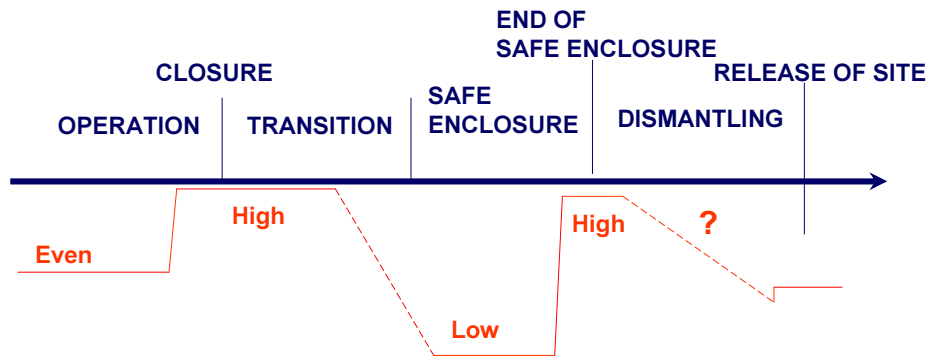 END OF
SAFE ENCLOSURE
CLOSURE
RELEASE OF SITE
SAFE
ENCLOSURE
OPERATION
TRANSITION
DISMANTLING
High
High
?
Even
Low